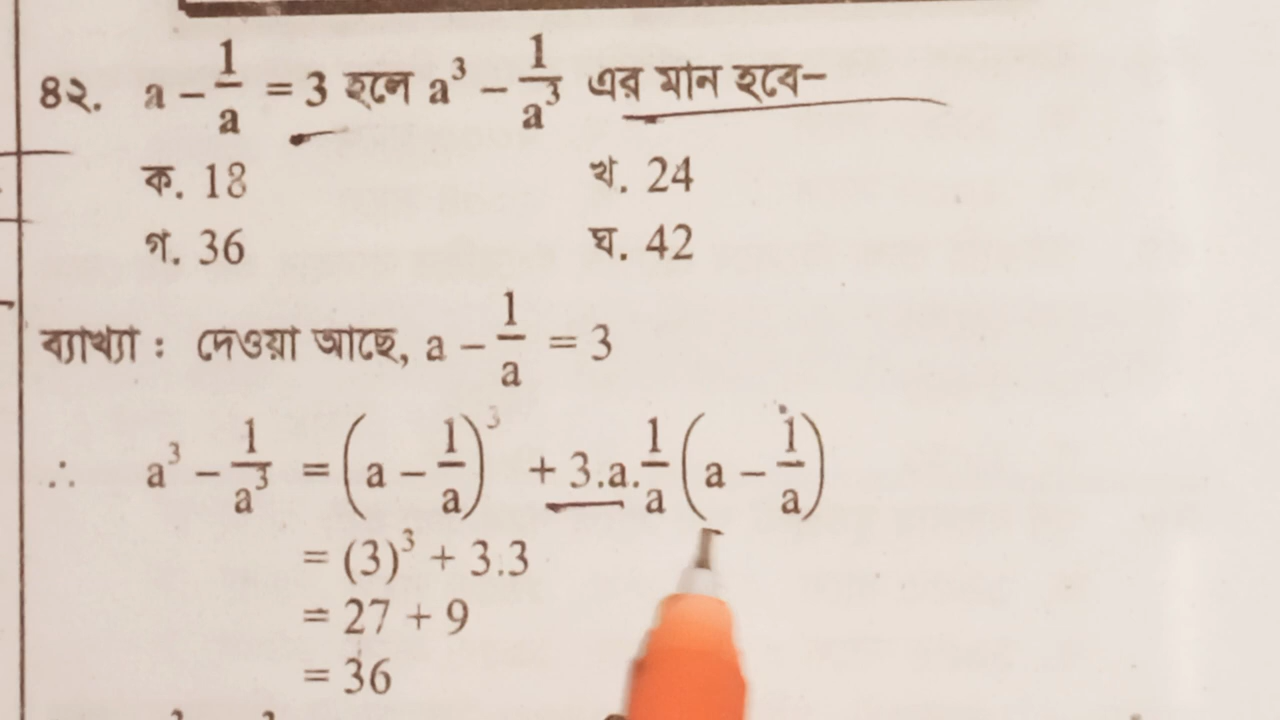 ৪২. a – 1/a = 3 হলে a³ – 1/a³ এর মান হবে–
ক. 18 খ. 24
গ. 36 ঘ. 42
ব্যাখ্যা : দেওয়া আছে, a – 1/a = 3
∴ a³ – 1/a³ = (a – 1/a)³ + 3.a.1/a(a – 1/a)
= (3)³ + 3.3
= 27 + 9
= 36